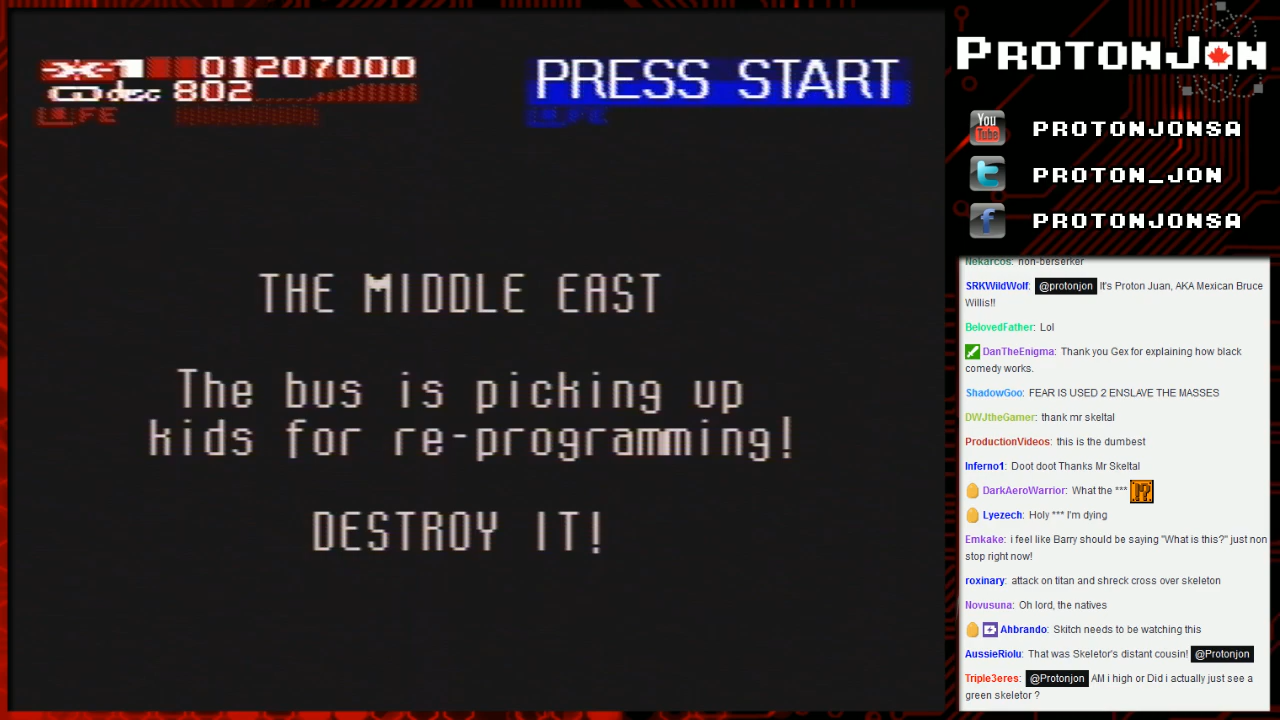 01207000
disc 802
LIFE
PRESS START
THE MIDDLE EAST
The bus is picking up
kids for re-programming!
DESTROY IT!
PROTONJON
You
Tube
PROTONJONSA
PROTON_JON
PROTONJONSA
Nekarcos: non-berserker
SRKWildWolf: @protonjon It's Proton Juan, AKA Mexican Bruce
Willis!!
BelovedFather: Lol
DanTheEnigma: Thank you Gex for explaining how black
comedy works.
ShadowGoo: FEAR IS USED 2 ENSLAVE THE MASSES
DWJtheGamer: thank mr skeltal
ProductionVideos: this is the dumbest
Inferno1: Doot doot Thanks Mr Skeltal
DarkAeroWarrior: What the *** !?
Lyezech: Holy *** I'm dying
Emkake: i feel like Barry should be saying "What is this?" just non
stop right now!
roxinary: attack on titan and shreck cross over skeleton
Novusuna: Oh lord, the natives
Ahbrando: Skitch needs to be watching this
AussieRiolu: That was Skeletor's distant cousin! @Protonjon
Triple3eres: @Protonjon AM i high or Did i actually just see a
green skeletor ?